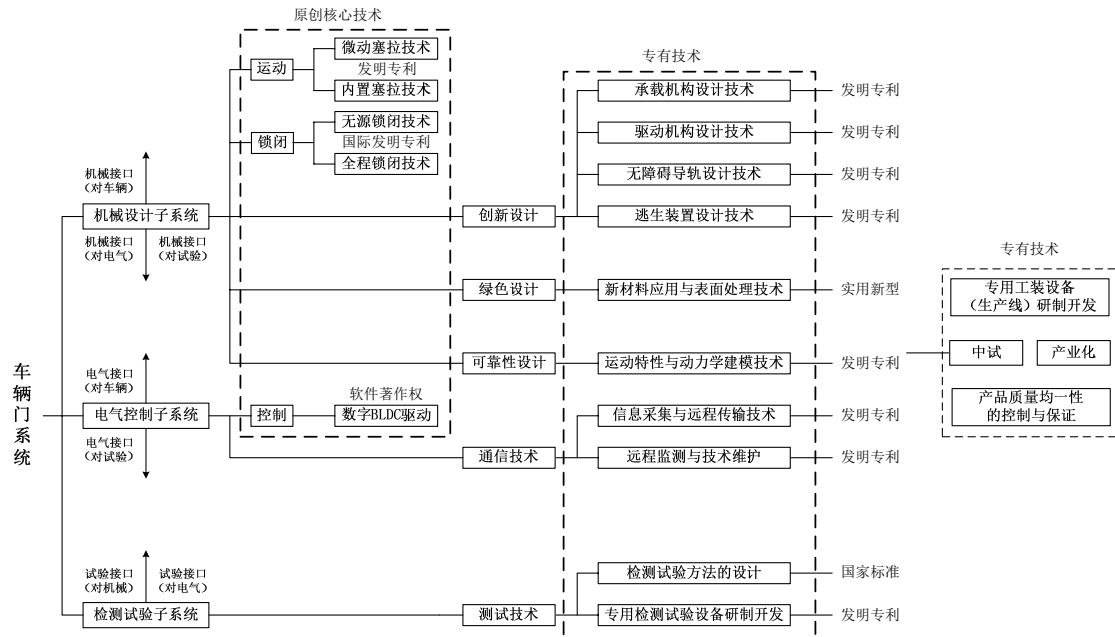 原创核心技术
运动
微动塞拉技术
发明专利
内置塞拉技术
锁闭
无源锁闭技术
国际发明专利
全程锁闭技术
专有技术
承载机构设计技术
发明专利
驱动机构设计技术
发明专利
无障碍导轨设计技术
发明专利
机械接口
（对车辆）
机械设计子系统
创新设计
逃生装置设计技术
发明专利
机械接口
（对电气）
机械接口
（对试验）
绿色设计
新材料应用与表面处理技术
实用新型
可靠性设计
运动特性与动力学建模技术
发明专利
专有技术
专用工装设备
（生产线）研制开发
中试
产业化
产品质量均一性
的控制与保证
车辆门系统
电气接口
（对车辆）
电气控制子系统
电气接口
（对试验）
控制
软件著作权
数字BLDC驱动
信息采集与远程传输技术
发明专利
通信技术
远程监测与技术维护
发明专利
试验接口
（对机械）
试验接口
（对电气）
检测试验子系统
测试技术
检测试验方法的设计
国家标准
专用检测试验设备研制开发
发明专利